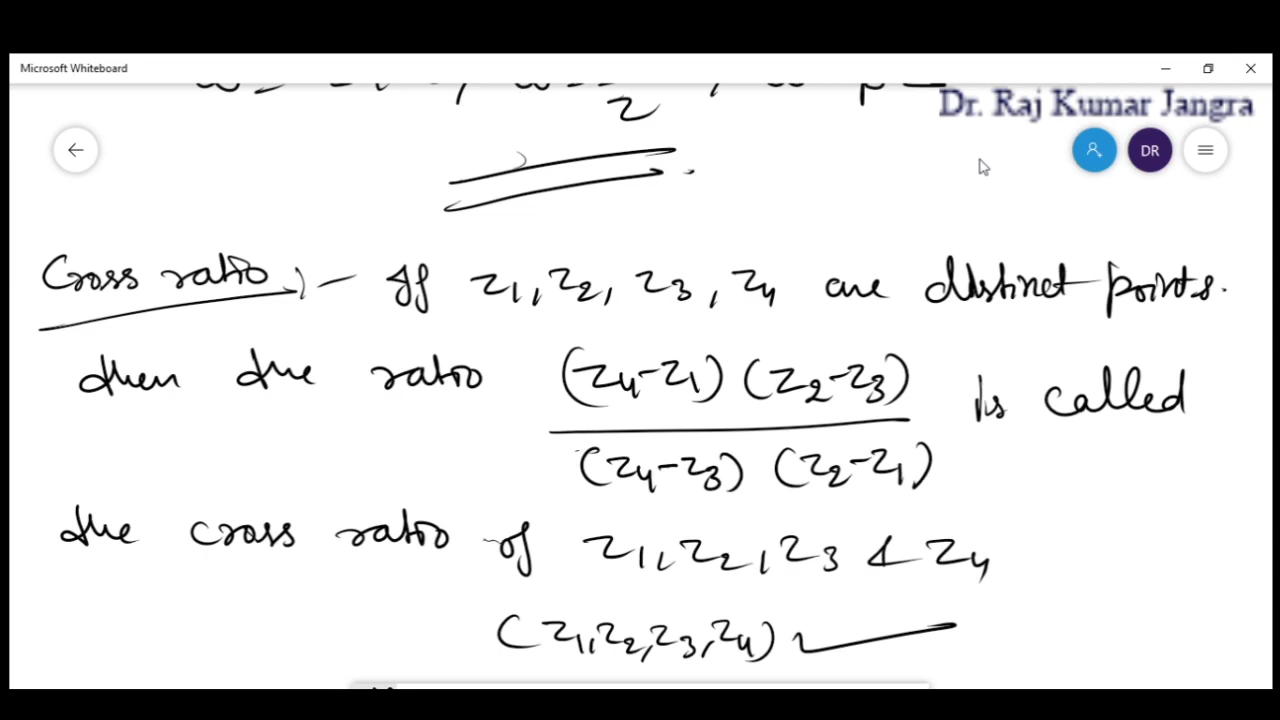 Microsoft Whiteboard
Dr. Raj Kumar Jangra
DR
2
Cross ratio :- If z1, z2, z3, z4 are distinct points.
then the ratio (z4-z1) (z2-z3) / (z4-z3) (z2-z1) is called
the cross ratio of z1, z2, z3 & z4
(z1, z2, z3, z4)